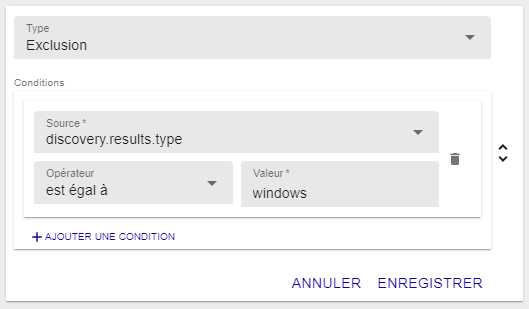 Type
Exclusion
Conditions
Source *
discovery.results.type
Opérateur
est égal à
Valeur *
windows
+ AJOUTER UNE CONDITION
ANNULER
ENREGISTRER